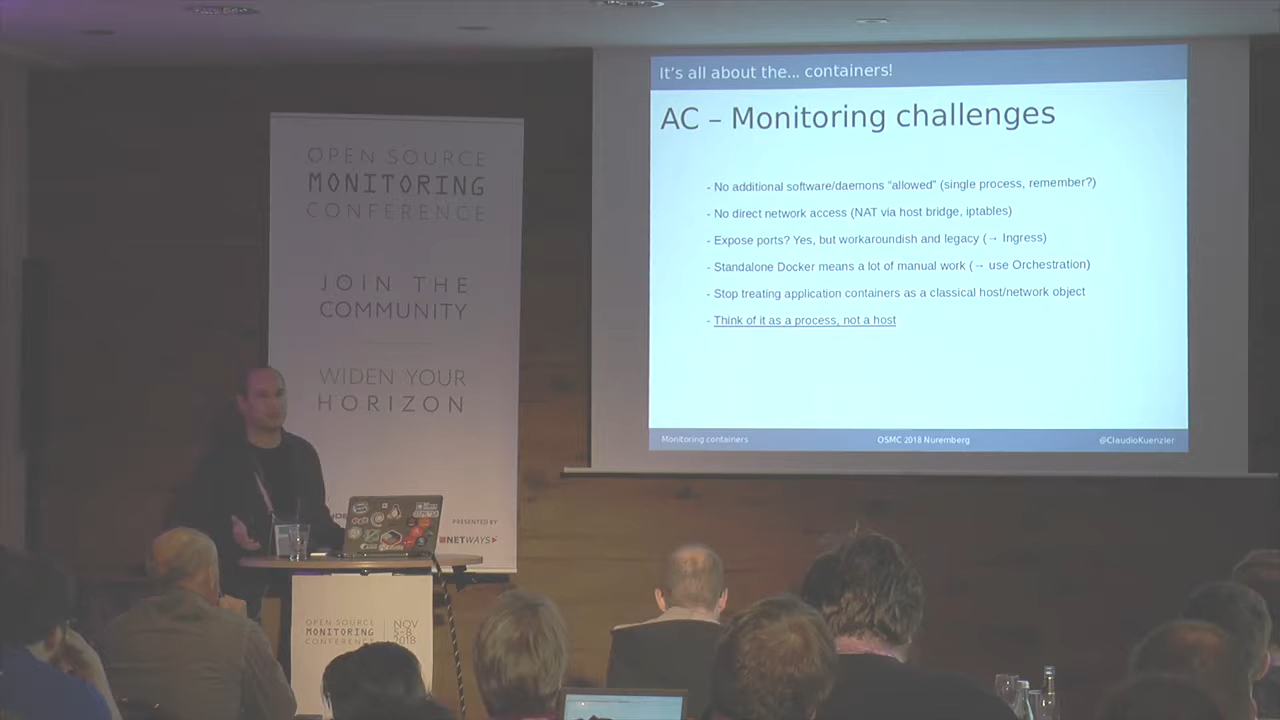 It's all about the... containers!
AC – Monitoring challenges
- No additional software/daemons “allowed” (single process, remember?)
- No direct network access (NAT via host bridge, iptables)
- Expose ports? Yes, but workaroundish and legacy (→ Ingress)
- Standalone Docker means a lot of manual work (→ use Orchestration)
- Stop treating application containers as a classical host/network object
- Think of it as a process, not a host
Monitoring containers
OSMC 2018 Nuremberg
@ClaudioKuenzler
OPEN SOURCE
MONITORING
CONFERENCE
JOIN THE
COMMUNITY
WIDEN YOUR
HORIZON
PRESENTED BY
NETWAYS
OPEN SOURCE
MONITORING
CONFERENCE
NOV
5–8
2018